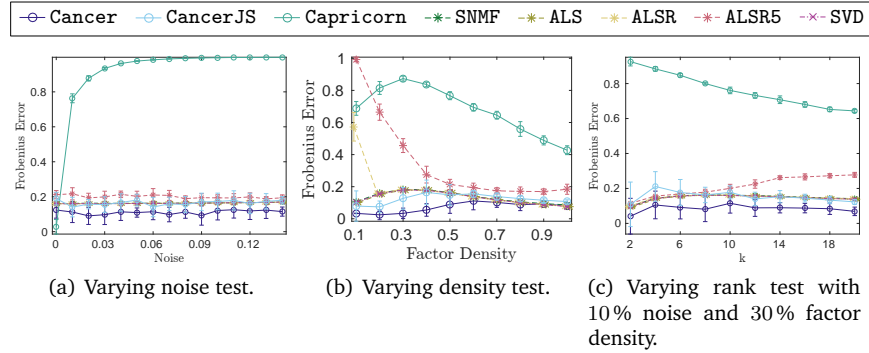 Cancer CancerJS Capricorn SNMF ALS ALSR ALSR5 SVD
Frobenius Error
0.8
0.6
0.4
0.2
0
0 0.03 0.06 0.09 0.12
Noise
(a) Varying noise test.
Frobenius Error
1
0.8
0.6
0.4
0.2
0
0.1 0.3 0.5 0.7 0.9
Factor Density
(b) Varying density test.
Frobenius Error
0.8
0.6
0.4
0.2
0
2 6 10 14 18
k
(c) Varying rank test with
10 % noise and 30 % factor
density.